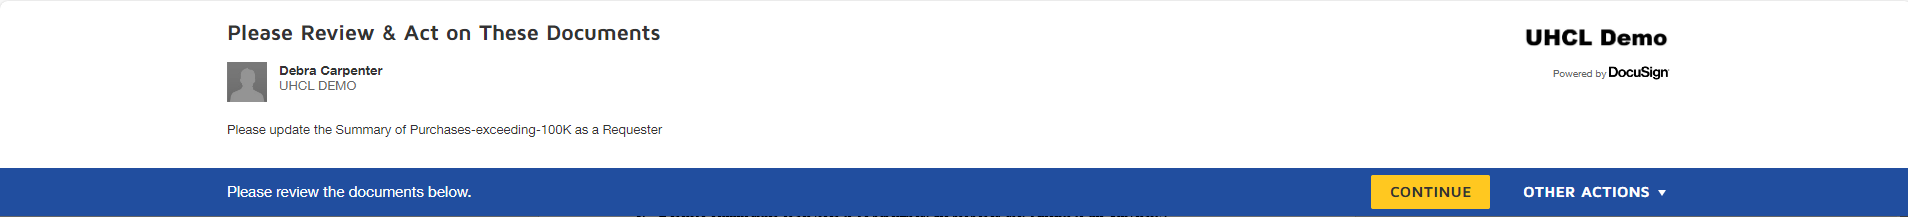 Please Review & Act on These Documents
Debra Carpenter
UHCL DEMO
Please update the Summary of Purchases-exceeding-100K as a Requester
UHCL Demo
Powered by DocuSign
Please review the documents below.
CONTINUE
OTHER ACTIONS